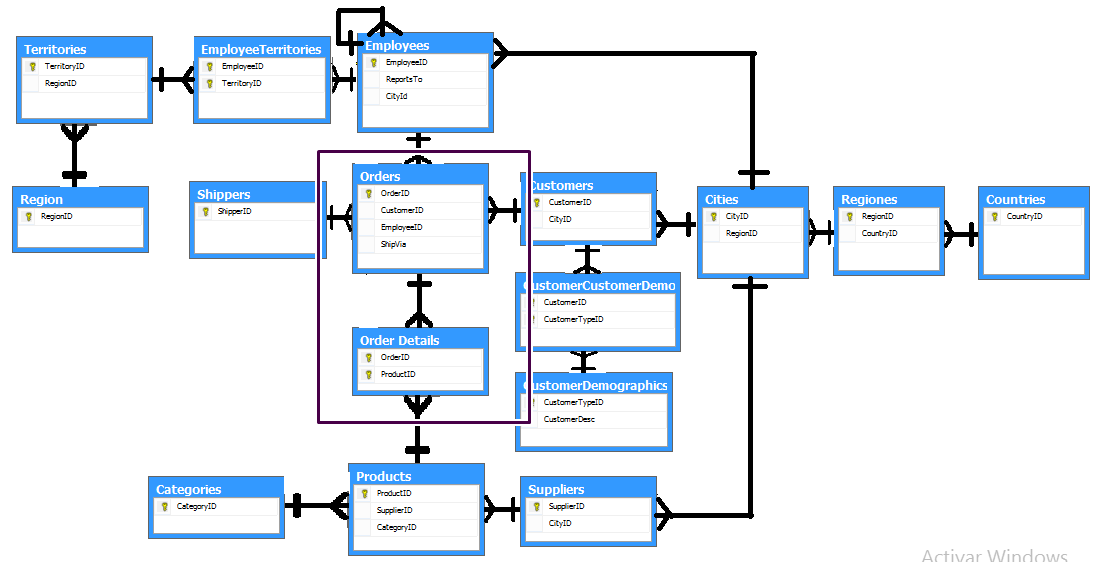 Territories
TerritoryID
RegionID
EmployeeTerritories
EmployeeID
TerritoryID
Employees
EmployeeID
ReportsTo
CityId
Region
RegionID
Shippers
ShipperID
Orders
OrderID
CustomerID
EmployeeID
ShipVia
Customers
CustomerID
CityID
Cities
CityID
RegionID
Regiones
RegionID
CountryID
Countries
CountryID
CustomerCustomerDemo
CustomerID
CustomerTypeID
Order Details
OrderID
ProductID
CustomerDemographics
CustomerTypeID
CustomerDesc
Categories
CategoryID
Products
ProductID
SupplierID
CategoryID
Suppliers
SupplierID
CityID
Activar Windows